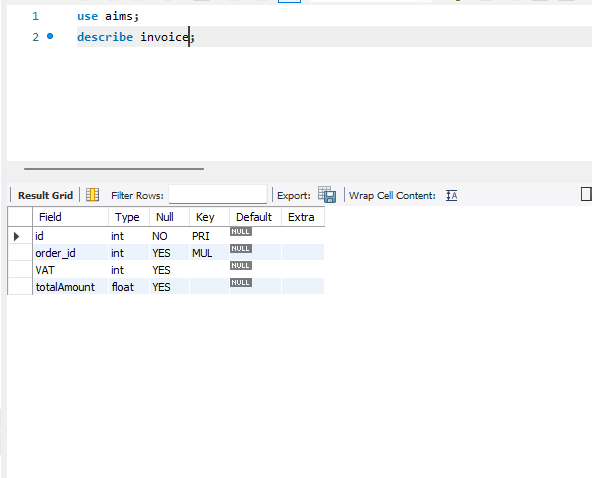 1 use aims;
2 describe invoice;
Result Grid Filter Rows: Export: Wrap Cell Content: IA
Field Type Null Key Default Extra
id int NO PRI NULL
order_id int YES MUL NULL
VAT int YES NULL
totalAmount float YES NULL